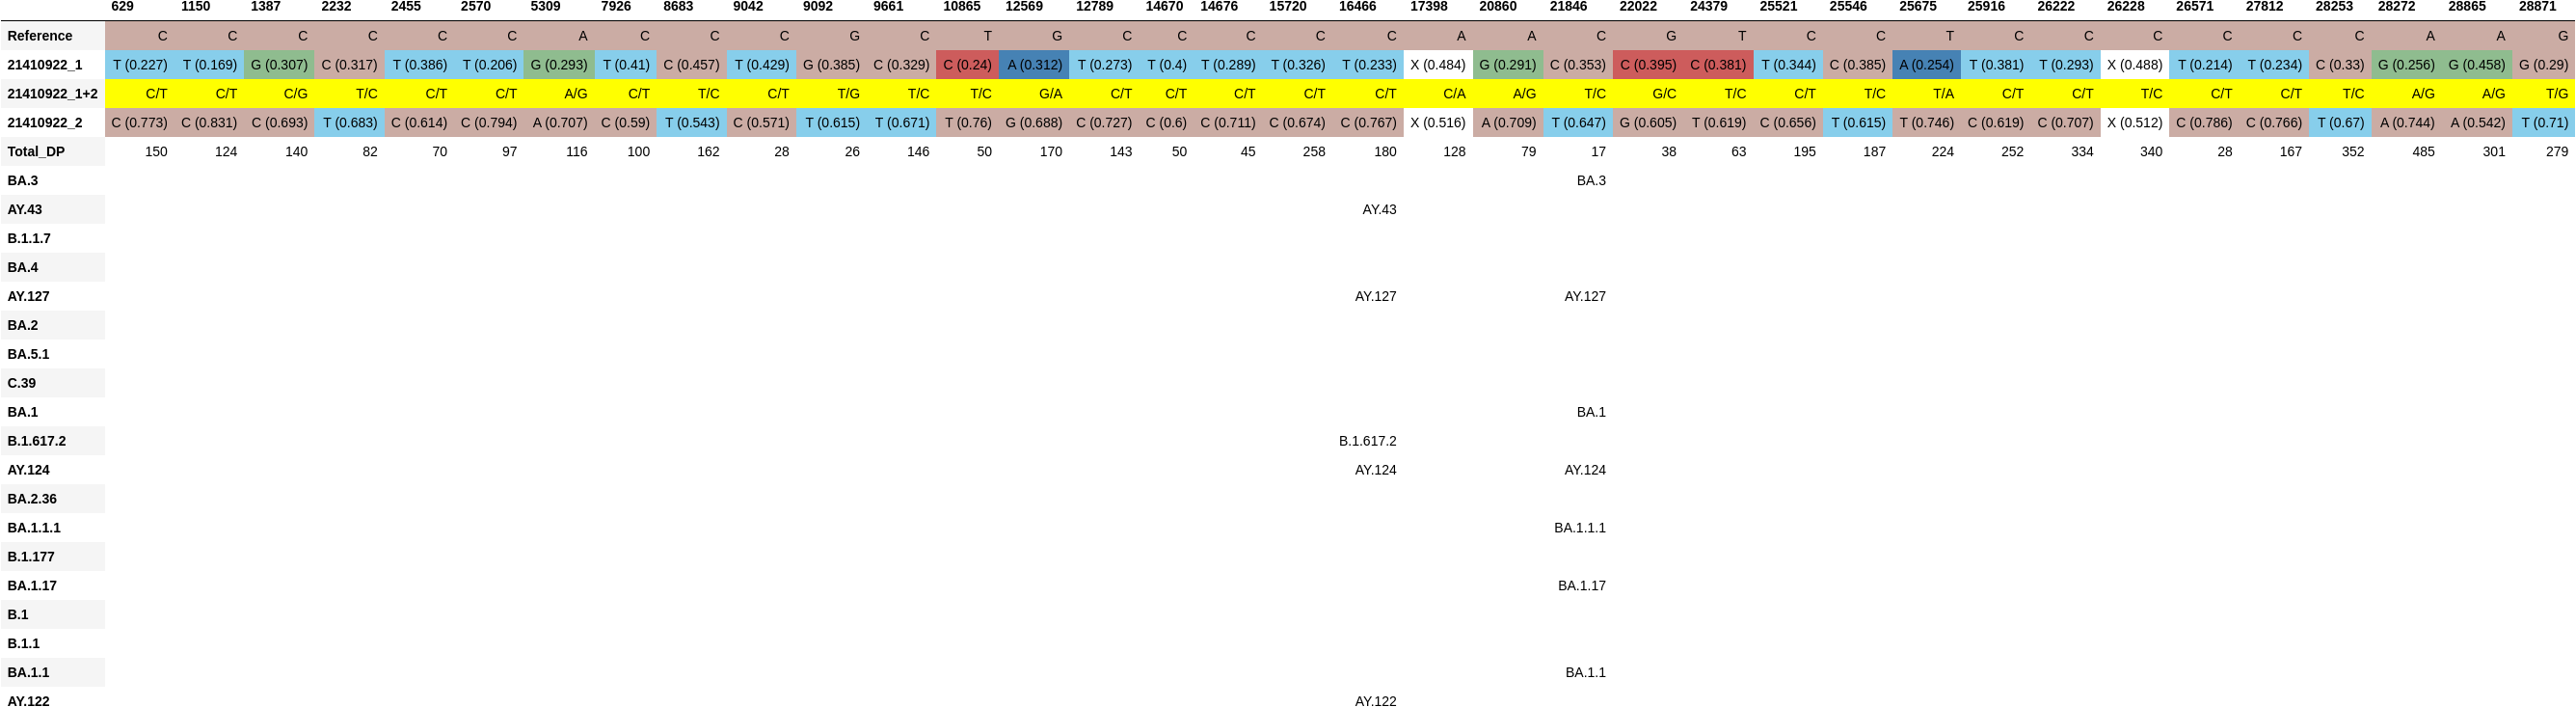 629 1150 1387 2232 2455 2570 5309 7926 8683 9042 9092 9661 10865 12569 12789 14670 14676 15720 16466 17398 20860 21846 22022 24379 25521 25546 25675 25916 26222 26228 26571 27812 28253 28272 28865 28871
Reference C C C C C C A C C C G C T G C C C C C A A C G T C C T C C C C C C A A G
21410922_1 T (0.227) T (0.169) G (0.307) C (0.317) T (0.386) T (0.206) G (0.293) T (0.41) C (0.457) T (0.429) G (0.385) C (0.329) C (0.24) A (0.312) T (0.273) T (0.4) T (0.289) T (0.326) T (0.233) X (0.484) G (0.291) C (0.353) C (0.395) C (0.381) T (0.344) C (0.385) A (0.254) T (0.381) T (0.293) X (0.488) T (0.214) T (0.234) C (0.33) G (0.256) G (0.458) G (0.29)
21410922_1+2 C/T C/T C/G T/C C/T C/T A/G C/T T/C C/T T/G T/C T/C G/A C/T C/T C/T C/T C/T C/A A/G T/C G/C T/C C/T T/C T/A C/T C/T T/C C/T C/T T/C A/G A/G T/G
21410922_2 C (0.773) C (0.831) C (0.693) T (0.683) C (0.614) C (0.794) A (0.707) C (0.59) T (0.543) C (0.571) T (0.615) T (0.671) T (0.76) G (0.688) C (0.727) C (0.6) C (0.711) C (0.674) C (0.767) X (0.516) A (0.709) T (0.647) G (0.605) T (0.619) C (0.656) T (0.615) T (0.746) C (0.619) C (0.707) X (0.512) C (0.786) C (0.766) T (0.67) A (0.744) A (0.542) T (0.71)
Total_DP 150 124 140 82 70 97 116 100 162 28 26 146 50 170 143 50 45 258 180 128 79 17 38 63 195 187 224 252 334 340 28 167 352 485 301 279
BA.3 BA.3
AY.43 AY.43
B.1.1.7
BA.4
AY.127 AY.127 AY.127
BA.2
BA.5.1
C.39
BA.1 BA.1
B.1.617.2 B.1.617.2
AY.124 AY.124 AY.124
BA.2.36
BA.1.1.1 BA.1.1.1
B.1.177
BA.1.17 BA.1.17
B.1
B.1.1
BA.1.1 BA.1.1
AY.122 AY.122